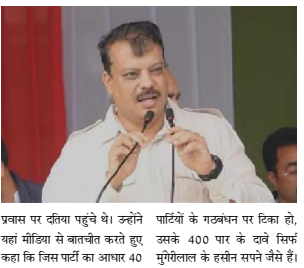 प्रवास पर दतिया पहुंचे थे। उन्होंने
यहां मीडिया से बातचीत करते हुए
कहा कि जिस पार्टी का आधार 40
पार्टियों के गठबंधन पर टिका हो,
उसके 400 पार के दावे सिर्फ
मुंगेरीलाल के हसीन सपने जैसे हैं।